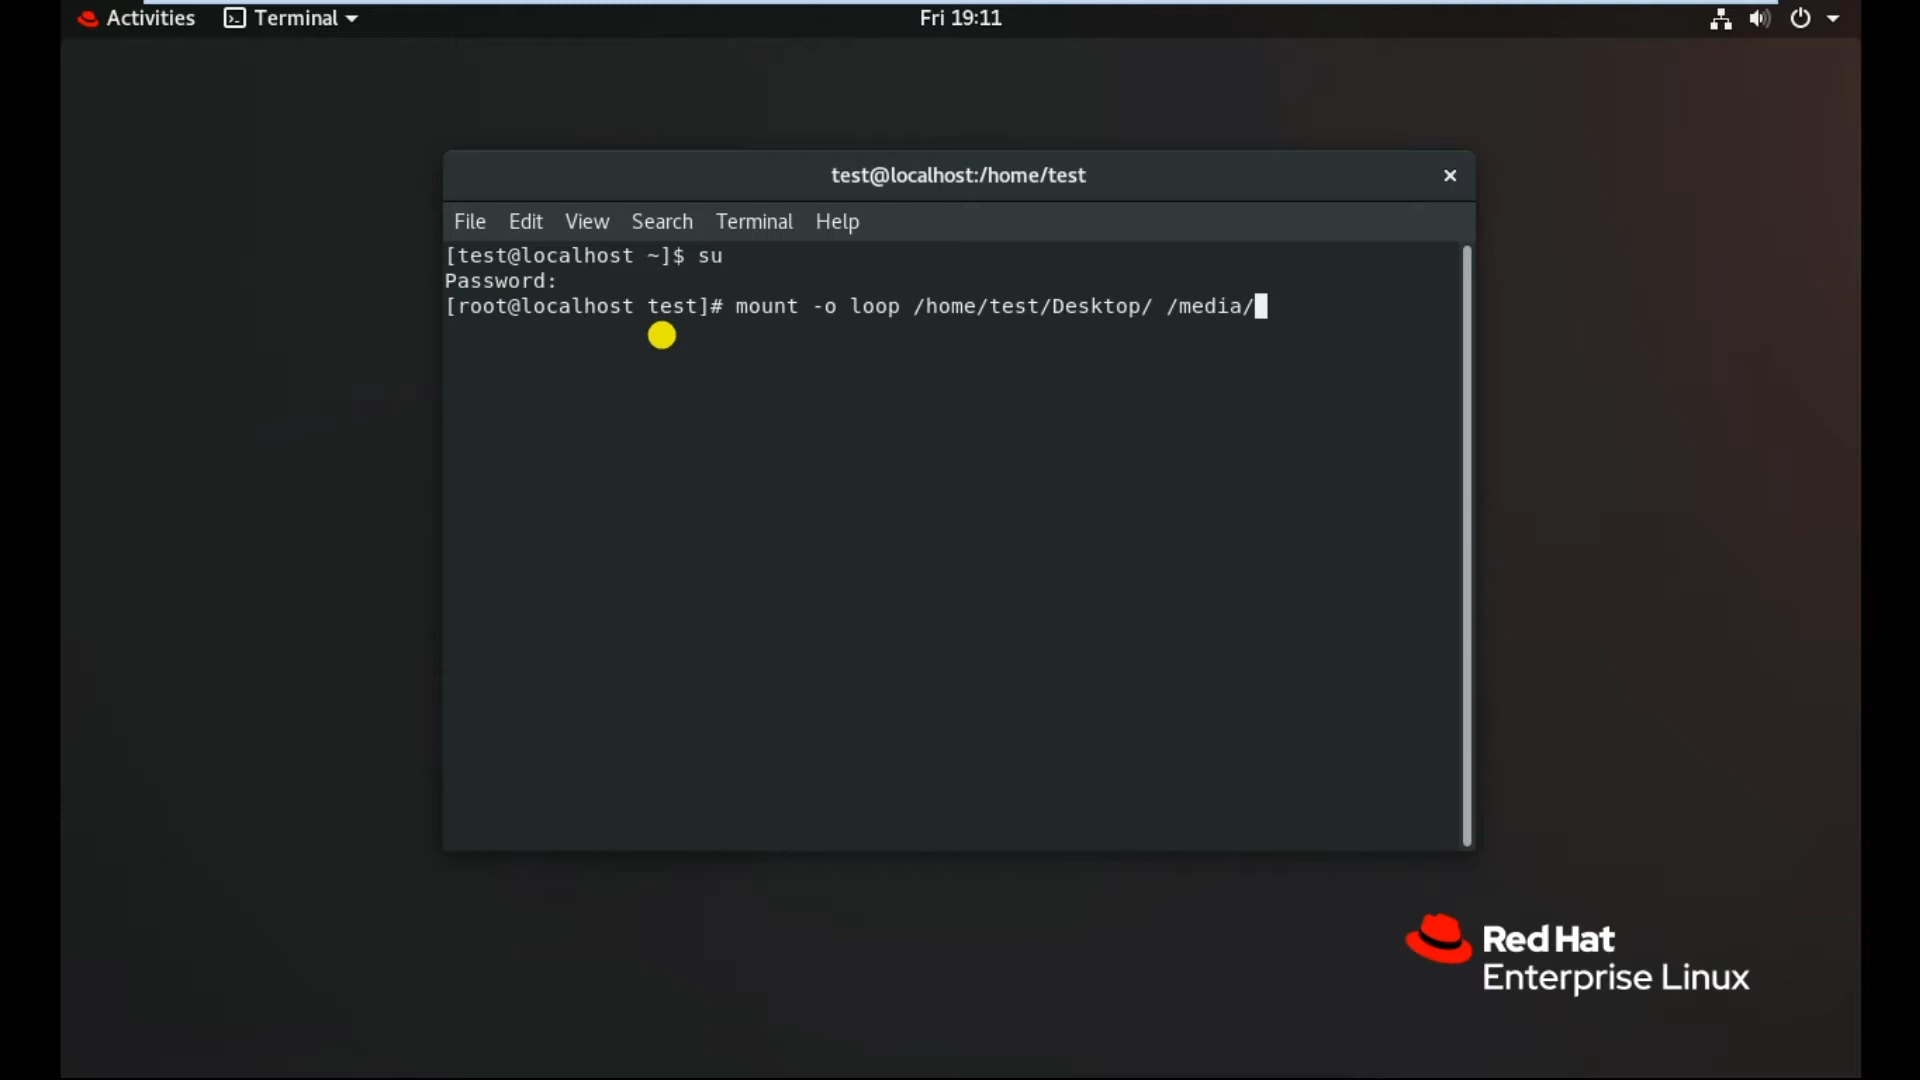 Activities Terminal Fri 19:11
test@localhost:/home/test
File Edit View Search Terminal Help
[test@localhost ~]$ su
Password:
[root@localhost test]# mount -o loop /home/test/Desktop/ /media/
Red Hat
Enterprise Linux